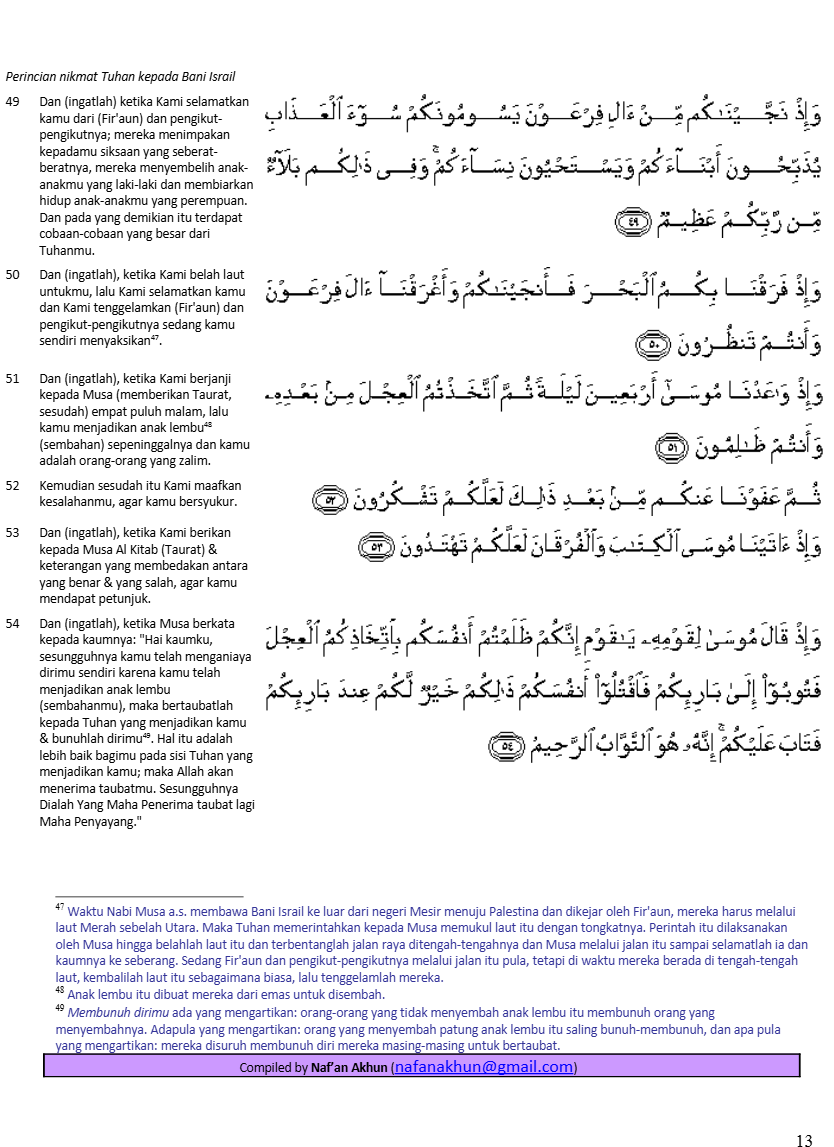 Perincian nikmat Tuhan kepada Bani Israil
49 Dan (ingatlah) ketika Kami selamatkan
kamu dari (Fir'aun) dan pengikut-
pengikutnya; mereka menimpakan
kepadamu siksaan yang seberat-
beratnya, mereka menyembelih anak-
anakmu yang laki-laki dan membiarkan
hidup anak-anakmu yang perempuan.
Dan pada yang demikian itu terdapat
cobaan-cobaan yang besar dari
Tuhanmu.
وَإِذْ نَجَّيْنَـٰكُم مِّنْ ءَالِ فِرْعَوْنَ يَسُومُونَكُمْ سُوٓءَ ٱلْعَذَابِ
يُذَبِّحُونَ أَبْنَآءَكُمْ وَيَسْتَحْيُونَ نِسَآءَكُمْ ۚ وَفِى ذَٰلِكُم بَلَآءٌ
مِّن رَّبِّكُمْ عَظِيمٌ ٤٩
50 Dan (ingatlah), ketika Kami belah laut
untukmu, lalu Kami selamatkan kamu
dan Kami tenggelamkan (Fir'aun) dan
pengikut-pengikutnya sedang kamu
sendiri menyaksikan47.
وَإِذْ فَرَقْنَا بِكُمُ ٱلْبَحْرَ فَأَنجَيْنَـٰكُمْ وَأَغْرَقْنَآ ءَالَ فِرْعَوْنَ
وَأَنتُمْ تَنظُرُونَ ٥٠
51 Dan (ingatlah), ketika Kami berjanji
kepada Musa (memberikan Taurat,
sesudah) empat puluh malam, lalu
kamu menjadikan anak lembu48
(sembahan) sepeninggalnya dan kamu
adalah orang-orang yang zalim.
وَإِذْ وَٰعَدْنَا مُوسَىٰٓ أَرْبَعِينَ لَيْلَةً ثُمَّ ٱتَّخَذْتُمُ ٱلْعِجْلَ مِنۢ بَعْدِهِۦ
وَأَنتُمْ ظَـٰلِمُونَ ٥١
52 Kemudian sesudah itu Kami maafkan
kesalahanmu, agar kamu bersyukur.
ثُمَّ عَفَوْنَا عَنكُم مِّنۢ بَعْدِ ذَٰلِكَ لَعَلَّكُمْ تَشْكُرُونَ ٥٢
53 Dan (ingatlah), ketika Kami berikan
kepada Musa Al Kitab (Taurat) &
keterangan yang membedakan antara
yang benar & yang salah, agar kamu
mendapat petunjuk.
وَإِذْ ءَاتَيْنَا مُوسَى ٱلْكِتَـٰبَ وَٱلْفُرْقَانَ لَعَلَّكُمْ تَهْتَدُونَ ٥٣
54 Dan (ingatlah), ketika Musa berkata
kepada kaumnya: "Hai kaumku,
sesungguhnya kamu telah menganiaya
dirimu sendiri karena kamu telah
menjadikan anak lembu
(sembahanmu), maka bertaubatlah
kepada Tuhan yang menjadikan kamu
& bunuhlah dirimu49. Hal itu adalah
lebih baik bagimu pada sisi Tuhan yang
menjadikan kamu; maka Allah akan
menerima taubatmu. Sesungguhnya
Dialah Yang Maha Penerima taubat lagi
Maha Penyayang."
وَإِذْ قَالَ مُوسَىٰ لِقَوْمِهِۦ يَـٰقَوْمِ إِنَّكُمْ ظَلَمْتُمْ أَنفُسَكُم بِٱتِّخَاذِكُمُ ٱلْعِجْلَ
فَتُوبُوٓا۟ إِلَىٰ بَارِئِكُمْ فَٱقْتُلُوٓا۟ أَنفُسَكُمْ ذَٰلِكُمْ خَيْرٌ لَّكُمْ عِندَ بَارِئِكُمْ
فَتَابَ عَلَيْكُمْ ۚ إِنَّهُۥ هُوَ ٱلتَّوَّابُ ٱلرَّحِيمُ ٥٤
47 Waktu Nabi Musa a.s. membawa Bani Israil ke luar dari negeri Mesir menuju Palestina dan dikejar oleh Fir'aun, mereka harus melalui
laut Merah sebelah Utara. Maka Tuhan memerintahkan kepada Musa memukul laut itu dengan tongkatnya. Perintah itu dilaksanakan
oleh Musa hingga belahlah laut itu dan terbentanglah jalan raya ditengah-tengahnya dan Musa melalui jalan itu sampai selamatlah ia dan
kaumnya ke seberang. Sedang Fir'aun dan pengikut-pengikutnya melalui jalan itu pula, tetapi di waktu mereka berada di tengah-tengah
laut, kembalilah laut itu sebagaimana biasa, lalu tenggelamlah mereka.
48 Anak lembu itu dibuat mereka dari emas untuk disembah.
49 Membunuh dirimu ada yang mengartikan: orang-orang yang tidak menyembah anak lembu itu membunuh orang yang
menyembahnya. Adapula yang mengartikan: orang yang menyembah patung anak lembu itu saling bunuh-membunuh, dan apa pula
yang mengartikan: mereka disuruh membunuh diri mereka masing-masing untuk bertaubat.
Compiled by Naf'an Akhun (nafanakhun@gmail.com)
13